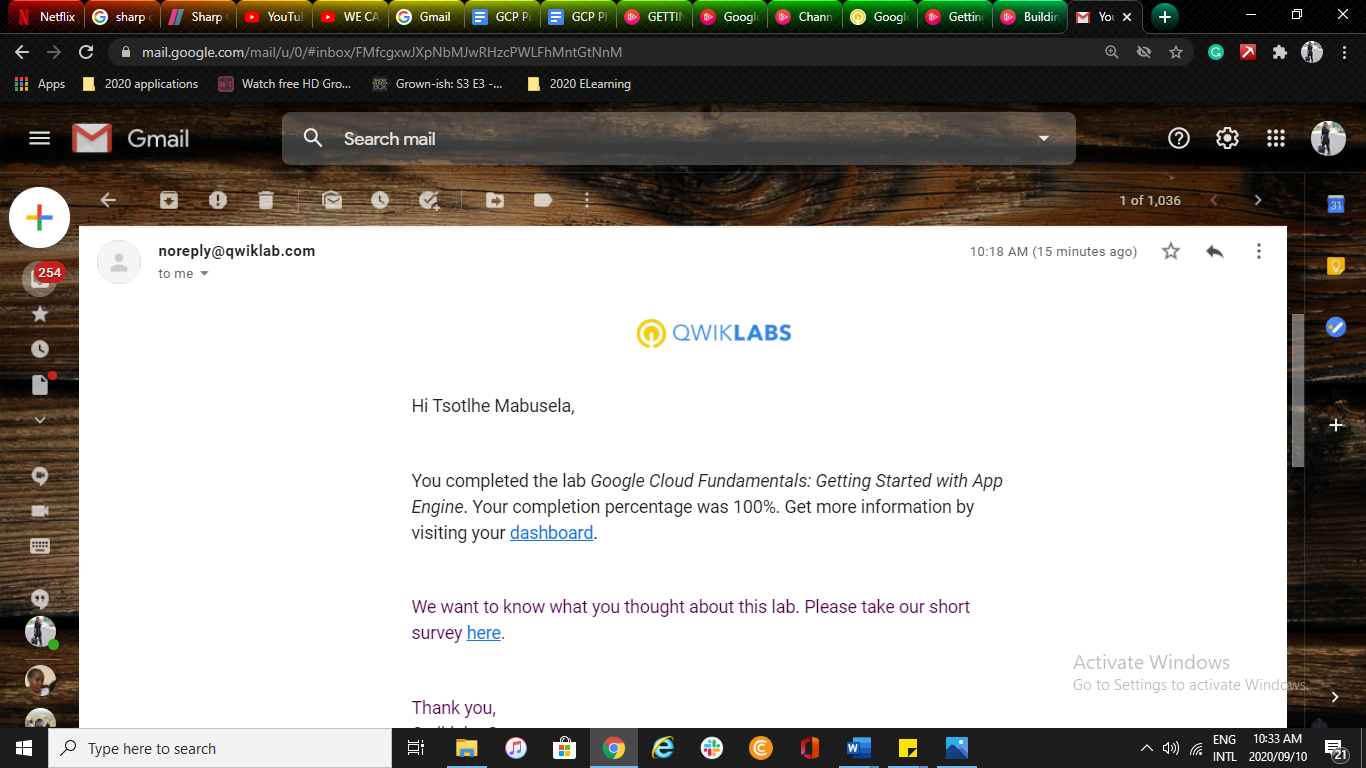 Netflix
sharp
Sharp
YouTu
WE CA
Gmail
GCP P
GCP P
GETTI
Googl
Chann
Googl
Gettin
Buildin
You
mail.google.com/mail/u/0/#inbox/FMfcgxwJXpNbMJwRHzcPWLFhMntGtNnM
Apps
2020 applications
Watch free HD Gro...
Grown-ish: S3 E3 -...
2020 ELearning
Gmail
Search mail
1 of 1,036
31
254
noreply@qwiklab.com
10:18 AM (15 minutes ago)
to me
QWIKLABS
Hi Tsotlhe Mabusela,
You completed the lab Google Cloud Fundamentals: Getting Started with App
Engine. Your completion percentage was 100%. Get more information by
visiting your dashboard.
We want to know what you thought about this lab. Please take our short
survey here.
Thank you,
Activate Windows
Go to Settings to activate Windows.
Type here to search
ENG
INTL
10:33 AM
2020/09/10
21